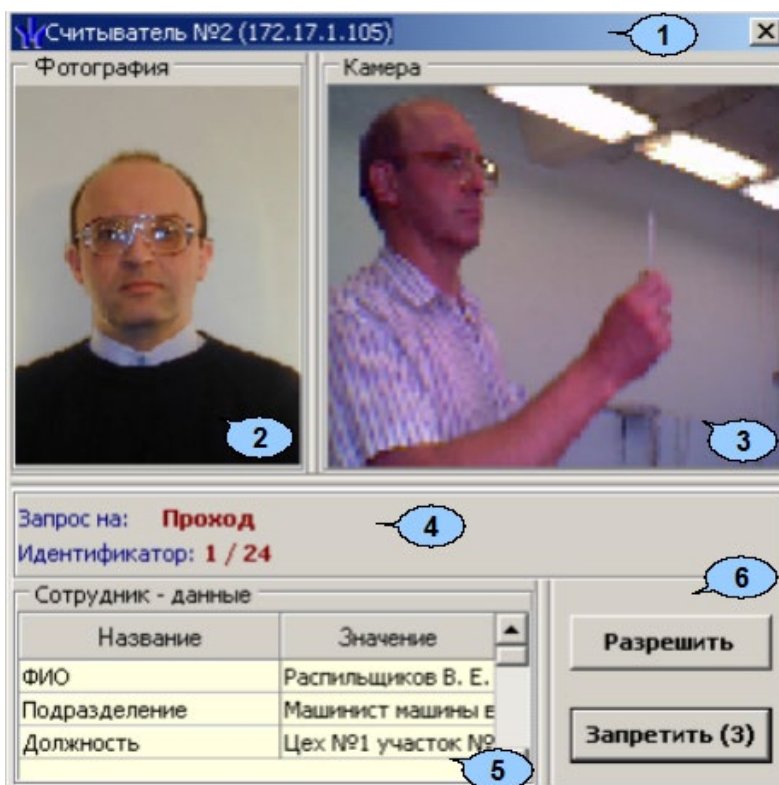 Считыватель №2 (172.17.1.105)
1
Фотография
Камера
2
3
Запрос на: Проход
4
Идентификатор: 1 / 24
6
Сотрудник - данные
Название Значение
ФИО Распильщиков В. Е.
Подразделение Машинист машины в
Должность Цех №1 участок №
5
Разрешить
Запретить (3)